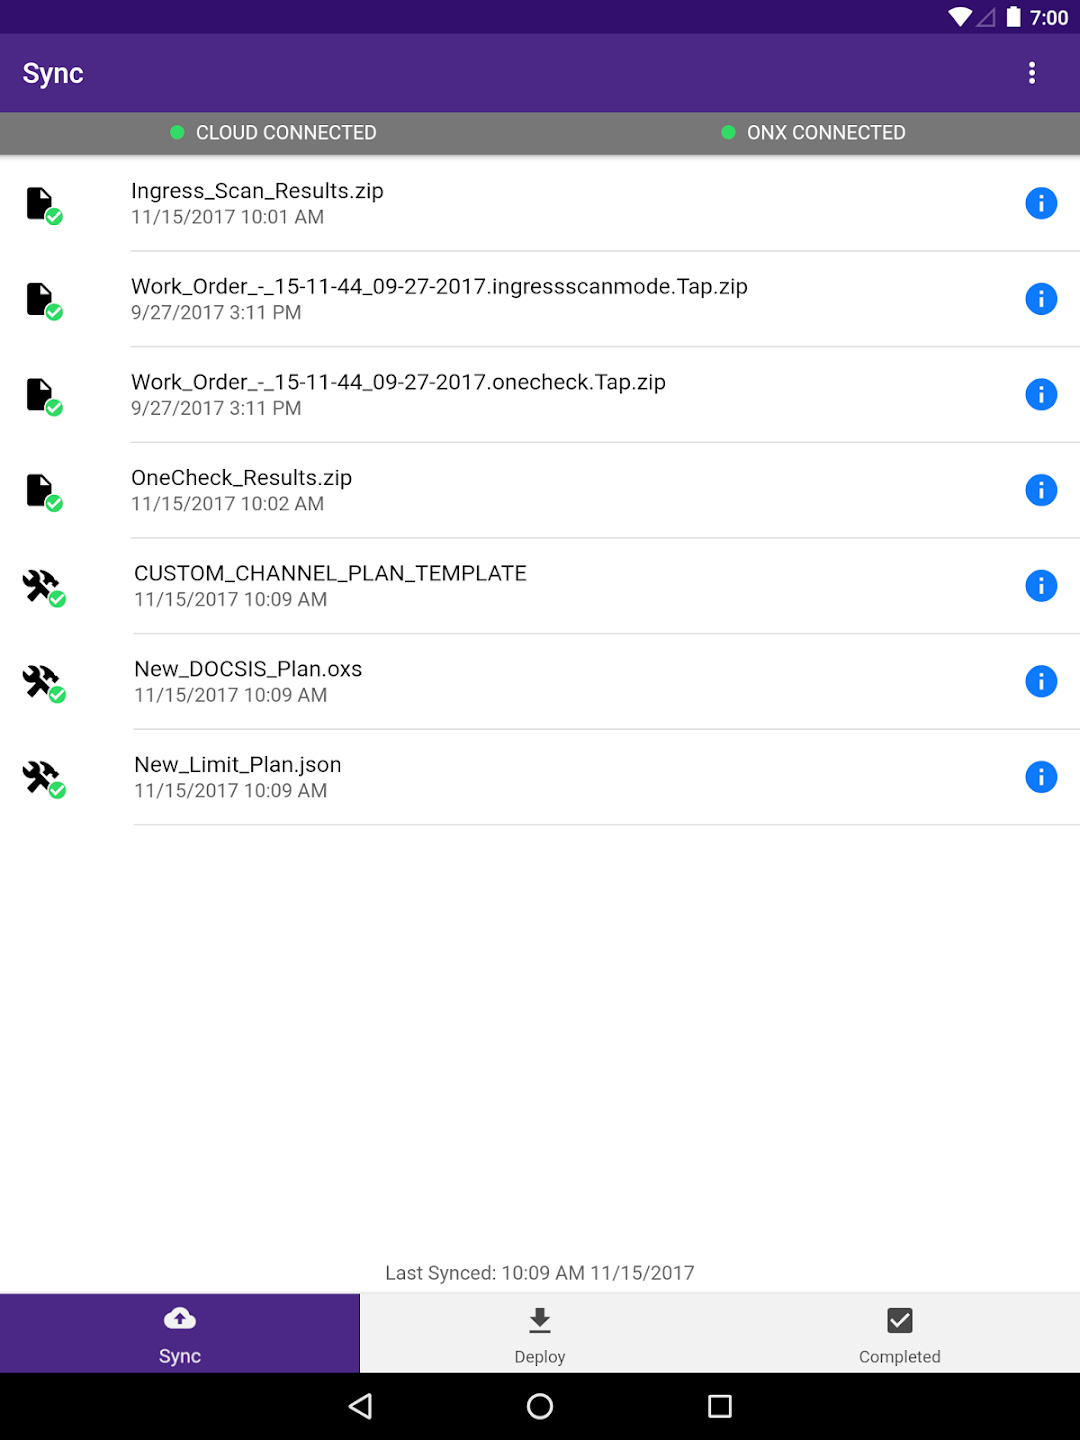 7:00
Sync
CLOUD CONNECTED
ONX CONNECTED
Ingress_Scan_Results.zip
11/15/2017 10:01 AM
Work_Order_-_15-11-44_09-27-2017.ingressscanmode.Tap.zip
9/27/2017 3:11 PM
Work_Order_-_15-11-44_09-27-2017.onecheck.Tap.zip
9/27/2017 3:11 PM
OneCheck_Results.zip
11/15/2017 10:02 AM
CUSTOM_CHANNEL_PLAN_TEMPLATE
11/15/2017 10:09 AM
New_DOCSIS_Plan.oxs
11/15/2017 10:09 AM
New_Limit_Plan.json
11/15/2017 10:09 AM
Last Synced: 10:09 AM 11/15/2017
Sync
Deploy
Completed